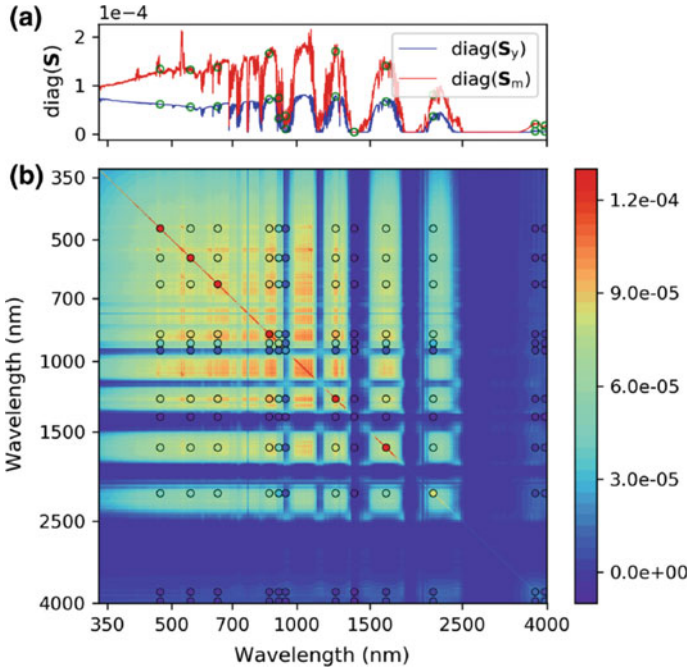 (a)
1e−4
diag(S)
2
1
0
diag(Sy)
diag(Sm)
(b)
Wavelength (nm)
350
500
700
1000
1500
2500
4000
350 500 700 1000 1500 2500 4000
Wavelength (nm)
1.2e-04
9.0e-05
6.0e-05
3.0e-05
0.0e+00